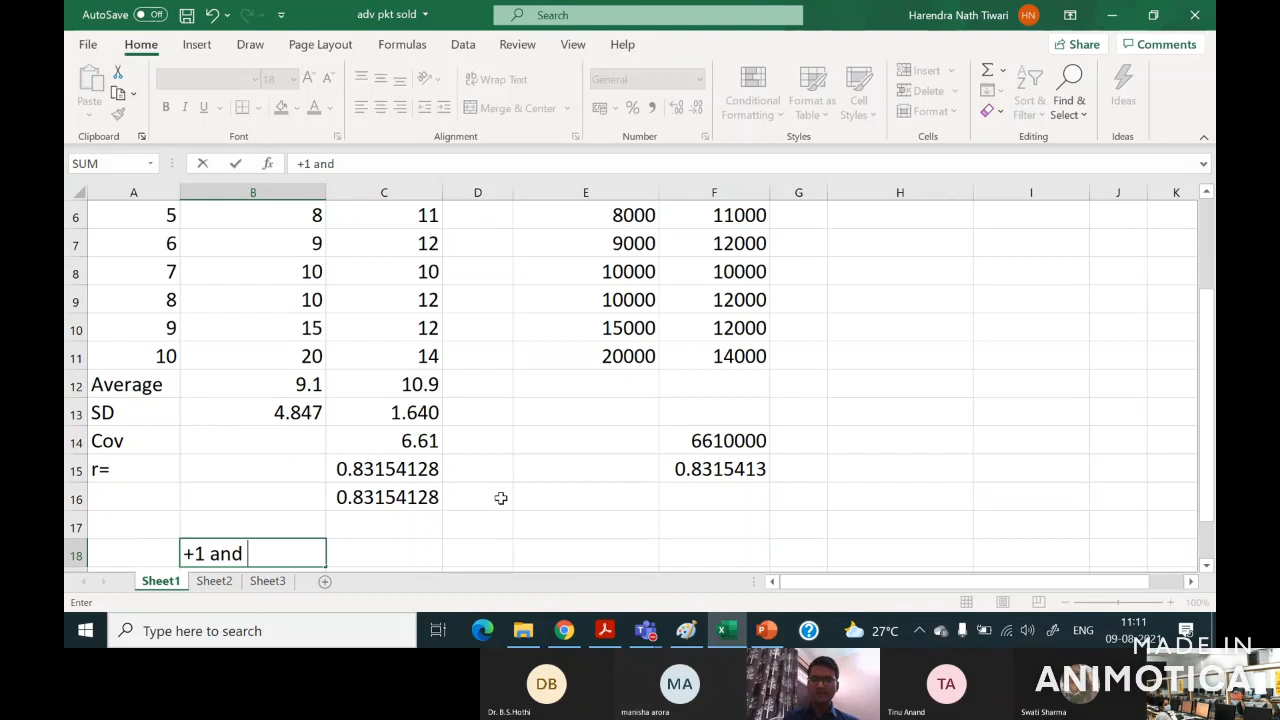 AutoSave Off adv pkt sold Search Harendra Nath Tiwari HN
File Home Insert Draw Page Layout Formulas Data Review View Help Share Comments
Paste 18 A A B I U A Wrap Text Merge & Center General % Conditional Formatting Format as Table Cell Styles Insert Delete Format Sort & Filter Find & Select Ideas
Clipboard Font Alignment Number Styles Cells Editing Ideas
SUM fx +1 and
A B C D E F G H I J K
6 5 8 11 8000 11000
7 6 9 12 9000 12000
8 7 10 10 10000 10000
9 8 10 12 10000 12000
10 9 15 12 15000 12000
11 10 20 14 20000 14000
12 Average 9.1 10.9
13 SD 4.847 1.640
14 Cov 6.61 6610000
15 r= 0.83154128 0.8315413
16 0.83154128
17
18 +1 and
Sheet1 Sheet2 Sheet3
Enter 100%
Type here to search 27°C ENG 11:11
09-08-2021
MADE IN
ANIMOTICA
DB MA TA
Dr. B.S.Hothi manisha arora Tinu Anand Swati Sharma